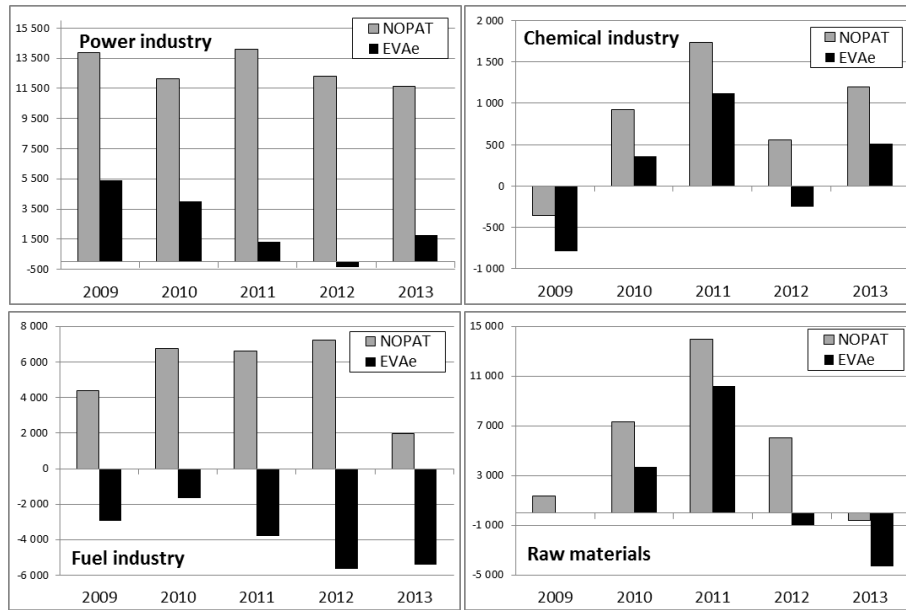 Power industry
NOPAT
EVAe
15 500
13 500
11 500
9 500
7 500
5 500
3 500
1 500
-500
2009 2010 2011 2012 2013
Chemical industry
NOPAT
EVAe
2 000
1 500
1 000
500
0
-500
-1 000
2009 2010 2011 2012 2013
NOPAT
EVAe
8 000
6 000
4 000
2 000
0
-2 000
-4 000
-6 000
Fuel industry
2009 2010 2011 2012 2013
NOPAT
EVAe
15 000
11 000
7 000
3 000
-1 000
-5 000
Raw materials
2009 2010 2011 2012 2013